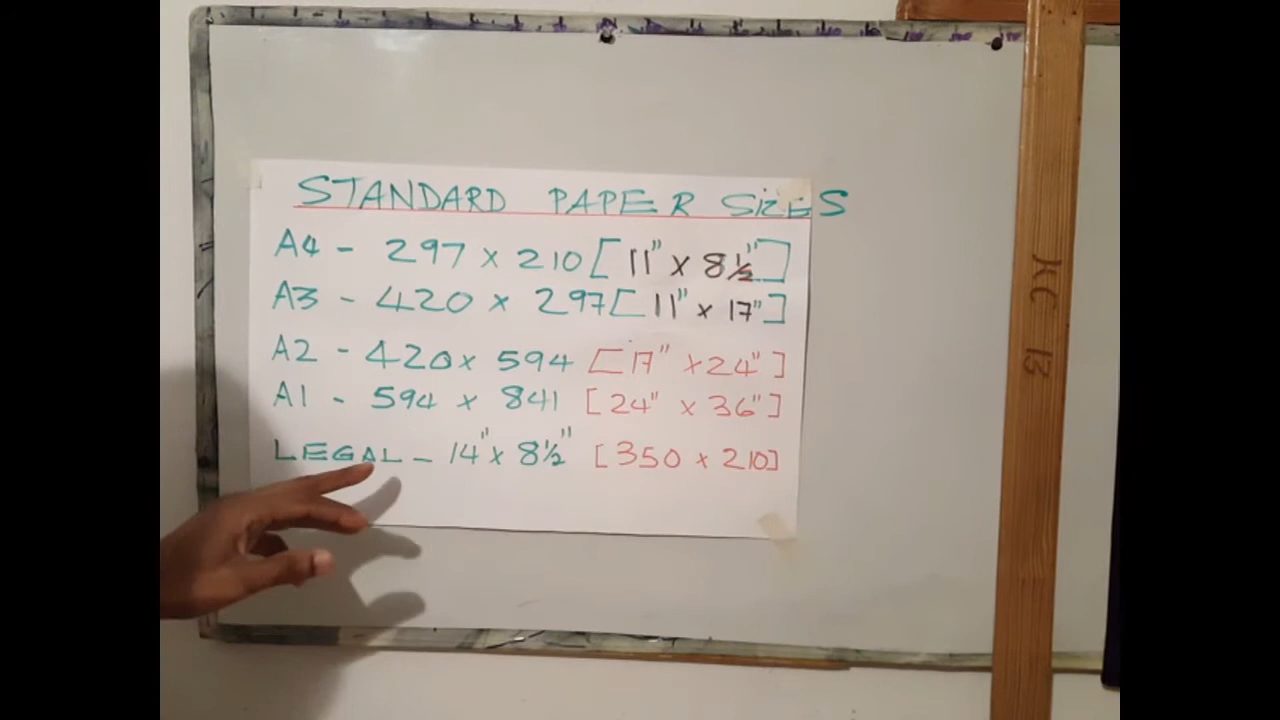 STANDARD PAPER SizES
A4 - 297 x 210 [11" x 8½"]
A3 - 420 x 297 [11" x 17"]
A2 - 420 x 594 [17" x 24"]
A1 - 594 x 841 [24" x 36"]
LEGAL - 14" x 8½" [350 x 210]